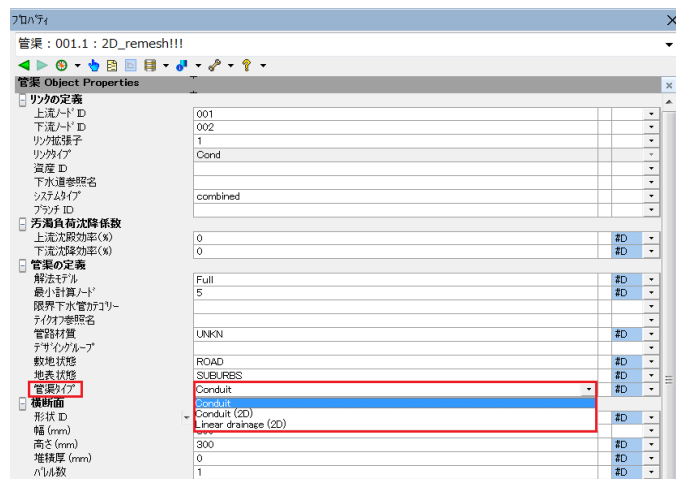 プロパティ
管渠：001.1：2D_remesh!!!
管渠 Object Properties
リンクの定義
上流ノード ID 001
下流ノード ID 002
リンク拡張子 1
リンクタイプ Cond
資産 ID
下水道参照名
システムタイプ combined
ブランチ ID
汚濁負荷沈降係数
上流沈殿効率(%) 0 #D
下流沈降効率(%) 0 #D
管渠の定義
解法モデル Full #D
最小計算ノード 5 #D
限界下水管カテゴリー
テイクオフ参照名
管路材質 UNKN #D
デザイングループ
敷地状態 ROAD #D
地表状態 SUBURBS #D
管渠タイプ Conduit #D
横断面 Conduit
形状 ID Conduit (2D) #D
幅 (mm) Linear drainage (2D)
高さ (mm) 300 #D
堆積厚 (mm) 0 #D
バレル数 1 #D